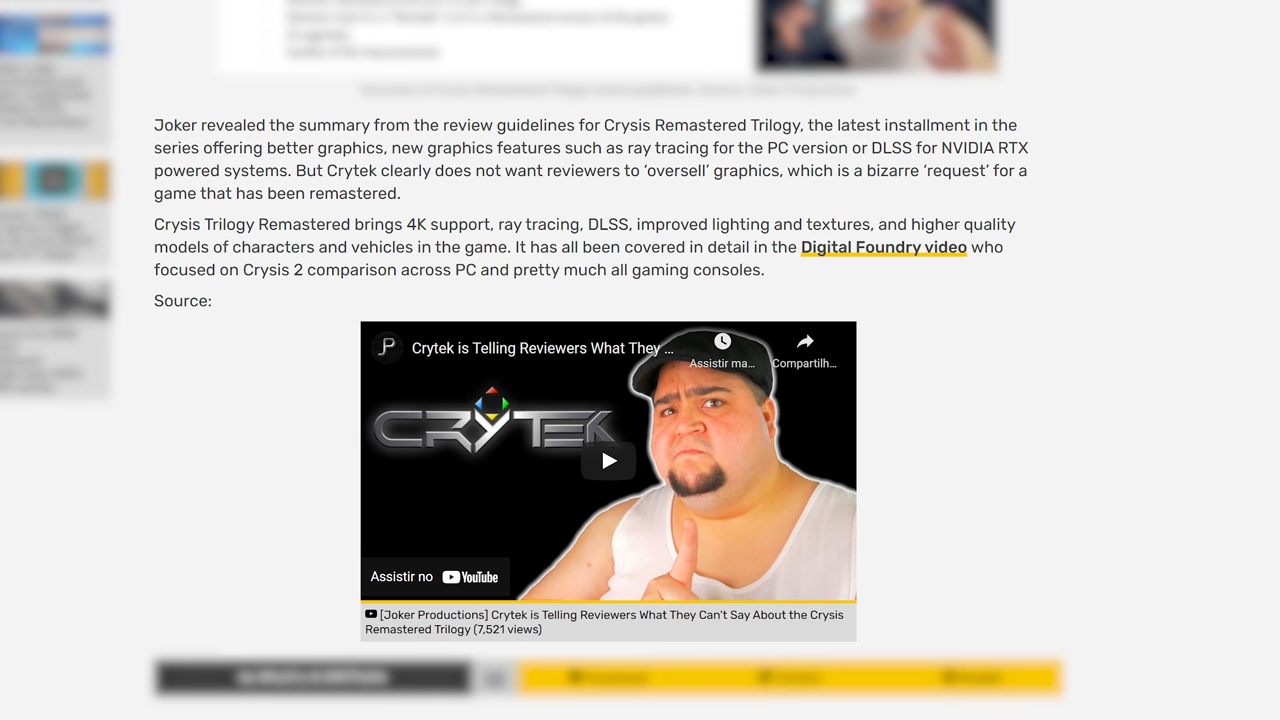 Joker revealed the summary from the review guidelines for Crysis Remastered Trilogy, the latest installment in the
series offering better graphics, new graphics features such as ray tracing for the PC version or DLSS for NVIDIA RTX
powered systems. But Crytek clearly does not want reviewers to ‘oversell’ graphics, which is a bizarre ‘request’ for a
game that has been remastered.
Crysis Trilogy Remastered brings 4K support, ray tracing, DLSS, improved lighting and textures, and higher quality
models of characters and vehicles in the game. It has all been covered in detail in the Digital Foundry video who
focused on Crysis 2 comparison across PC and pretty much all gaming consoles.
Source:
JP
Crytek is Telling Reviewers What They ...
Assistir ma...
Compartilh...
CRYTEK
Assistir no YouTube
[Joker Productions] Crytek is Telling Reviewers What They Can't Say About the Crysis
Remastered Trilogy (7,521 views)